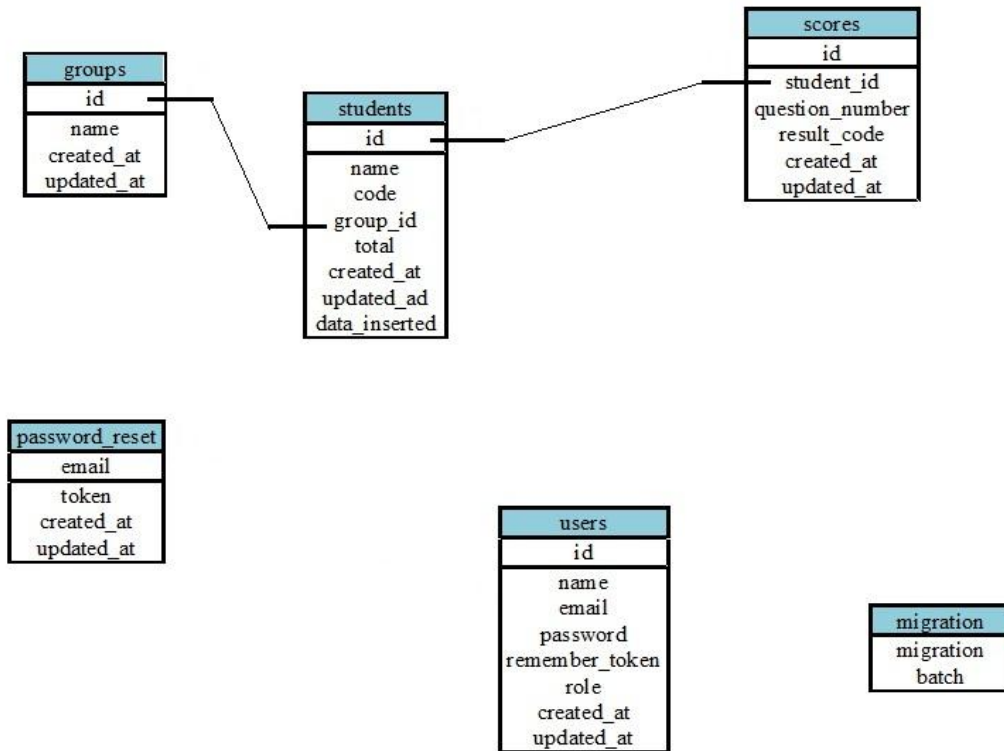 groups
id
name
created_at
updated_at
students
id
name
code
group_id
total
created_at
updated_ad
data_inserted
scores
id
student_id
question_number
result_code
created_at
updated_at
password_reset
email
token
created_at
updated_at
users
id
name
email
password
remember_token
role
created_at
updated_at
migration
migration
batch